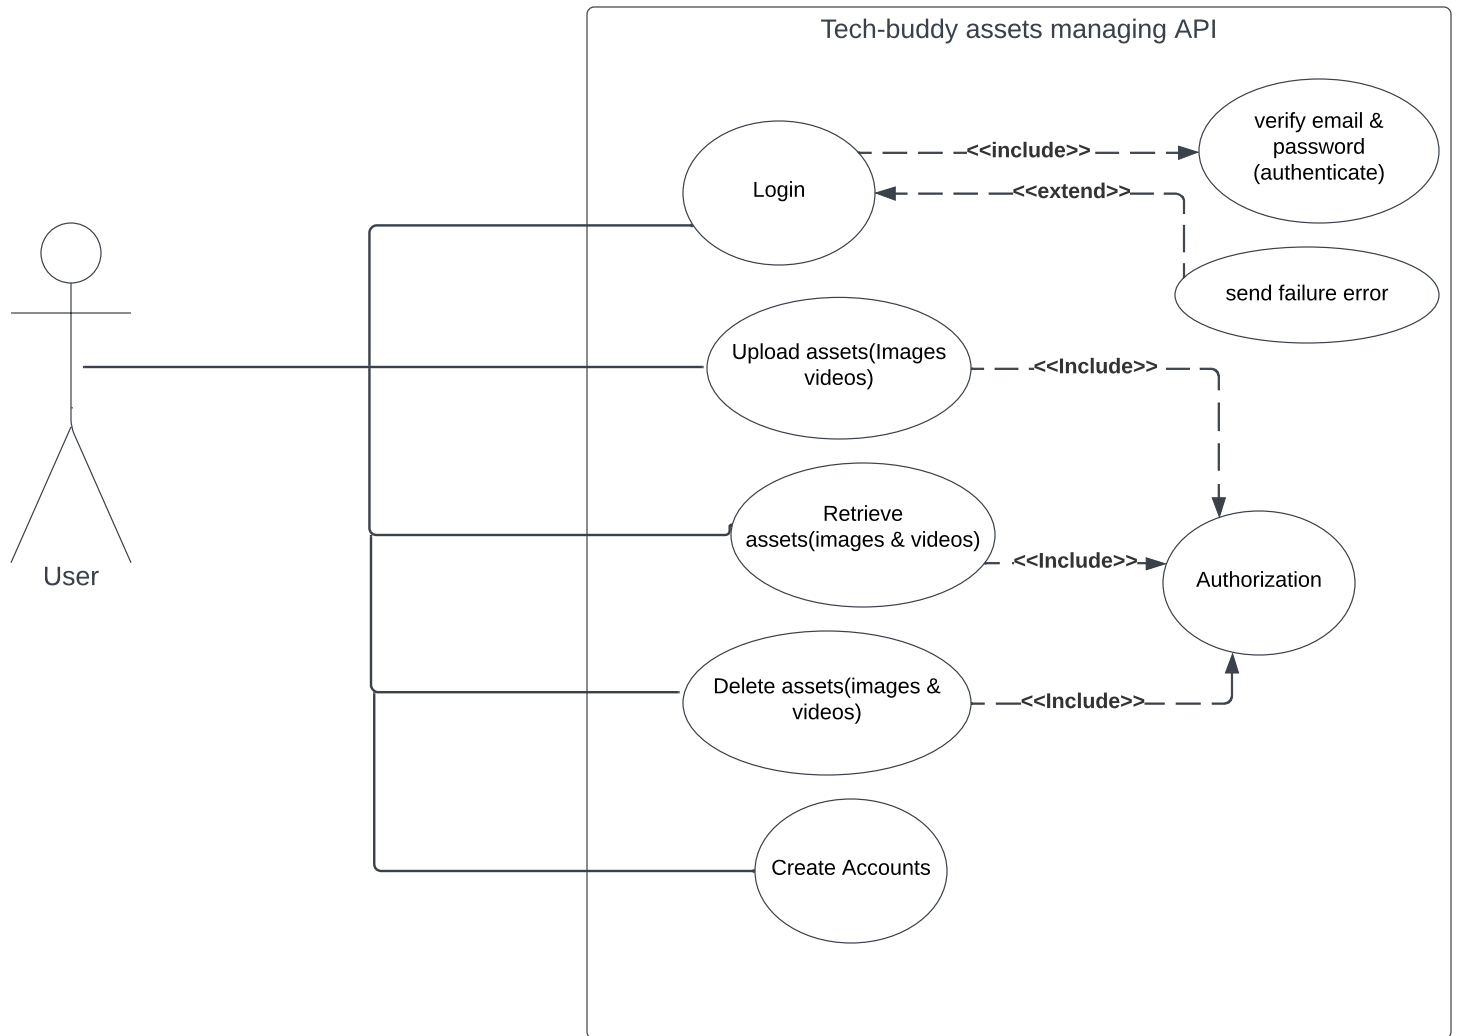 Tech-buddy assets managing API
verify email &
password
(authenticate)
<<include>>
Login
<<extend>>
send failure error
Upload assets(Images
videos)
<<Include>>
Retrieve
assets(images & videos)
<<Include>>
Authorization
User
Delete assets(images &
videos)
<<Include>>
Create Accounts